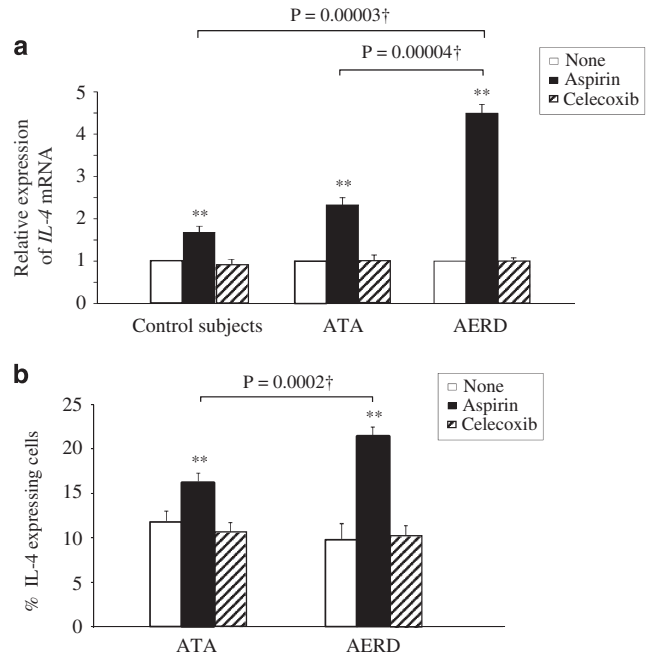 P = 0.00003†
a
P = 0.00004†
None
Aspirin
Celecoxib
Relative expression
of IL-4 mRNA
5
4
3
2
1
0
**
**
**
Control subjects
ATA
AERD
b
P = 0.0002†
None
Aspirin
Celecoxib
% IL-4 expressing cells
25
20
15
10
5
0
**
**
ATA
AERD